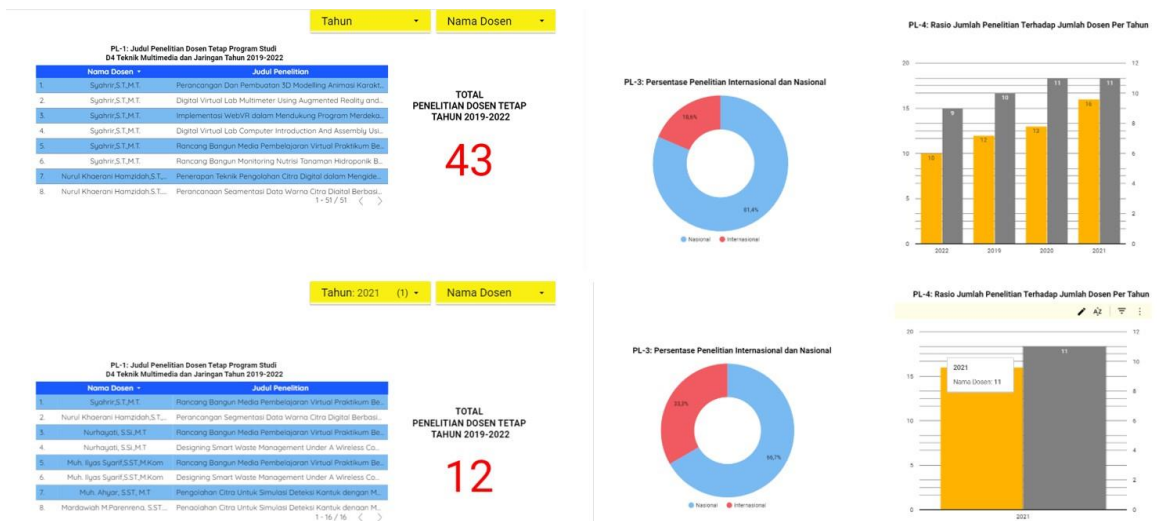 Tahun
Nama Dosen
PL-1: Judul Penelitian Dosen Tetap Program Studi
D4 Teknik Multimedia dan Jaringan Tahun 2019-2022
Nama Dosen Judul Penelitian
1. Syahrir,S.T.,M.T. Perancangan Dan Pembuatan 3D Modelling Animasi Karakt...
2. Syahrir,S.T.,M.T. Digital Virtual Lab Multimeter Using Augmented Reality and...
3. Syahrir,S.T.,M.T. Implementasi WebVR dalam Mendukung Program Merdeka...
4. Syahrir,S.T.,M.T. Digital Virtual Lab Computer Introduction And Assembly Usi...
5. Syahrir,S.T.,M.T. Rancang Bangun Media Pembelajaran Virtual Praktikum Be...
6. Syahrir,S.T.,M.T. Rancang Bangun Monitoring Nutrisi Tanaman Hidroponik B...
7. Nurul Khaerani Hamzidah,S.T.,... Penerapan Teknik Pengolahan Citra Digital dalam Mengide...
8. Nurul Khaerani Hamzidah,S.T.,... Perancangan Segmentasi Data Warna Citra Digital Berbasi...
1 - 51 / 51 < >
TOTAL
PENELITIAN DOSEN TETAP
TAHUN 2019-2022
43
PL-3: Persentase Penelitian Internasional dan Nasional
18,6%
81,4%
Nasional Internasional
PL-4: Rasio Jumlah Penelitian Terhadap Jumlah Dosen Per Tahun
20 12
15 10
10 8
5 6
0 4
2
0
10 9
12 10
13 11
16 11
2022 2019 2020 2021
Tahun: 2021 (1)
Nama Dosen
PL-1: Judul Penelitian Dosen Tetap Program Studi
D4 Teknik Multimedia dan Jaringan Tahun 2019-2022
Nama Dosen Judul Penelitian
1. Syahrir,S.T.,M.T. Rancang Bangun Media Pembelajaran Virtual Praktikum Be...
2. Nurul Khaerani Hamzidah,S.T.,... Perancangan Segmentasi Data Warna Citra Digital Berbasi...
3. Nurhayati, S.Si.,M.T Rancang Bangun Media Pembelajaran Virtual Praktikum Be...
4. Nurhayati, S.Si.,M.T Designing Smart Waste Management Under A Wireless Co...
5. Muh. Ilyas Syarif,S.ST.,M.Kom Rancang Bangun Media Pembelajaran Virtual Praktikum Be...
6. Muh. Ilyas Syarif,S.ST.,M.Kom Designing Smart Waste Management Under A Wireless Co...
7. Muh. Ahyar, S.ST, M.T Pengolahan Citra Untuk Simulasi Deteksi Kantuk dengan M...
8. Mardawiah M.Parenreng, S.ST... Pengolahan Citra Untuk Simulasi Deteksi Kantuk dengan M...
1 - 16 / 16 < >
TOTAL
PENELITIAN DOSEN TETAP
TAHUN 2019-2022
12
PL-3: Persentase Penelitian Internasional dan Nasional
33,3%
66,7%
Nasional Internasional
PL-4: Rasio Jumlah Penelitian Terhadap Jumlah Dosen Per Tahun
20 12
15 10
10 8
5 6
0 4
2
0
11
2021
Nama Dosen: 11
2021